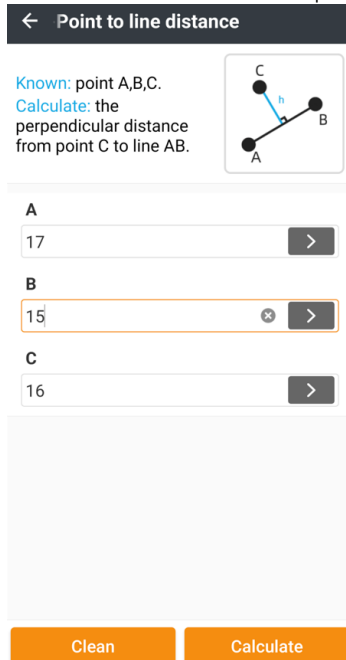 Point to line distance
Known: point A,B,C.
Calculate: the
perpendicular distance
from point C to line AB.
C
h
B
A
A
17
B
15
C
16
Clean
Calculate